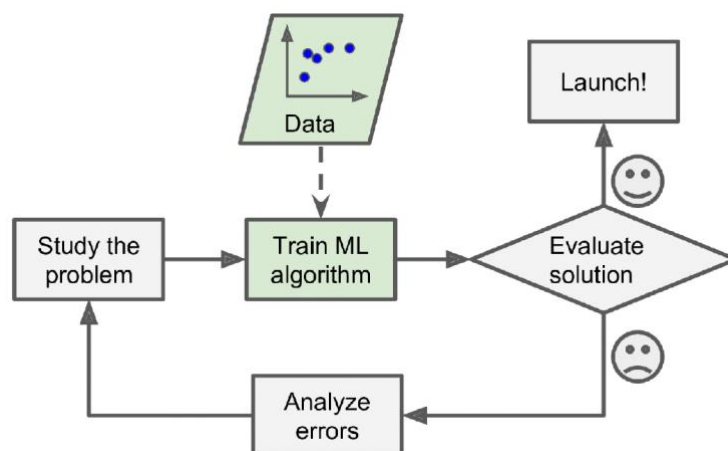 Data
Launch!
Study the
problem
Train ML
algorithm
Evaluate
solution
Analyze
errors